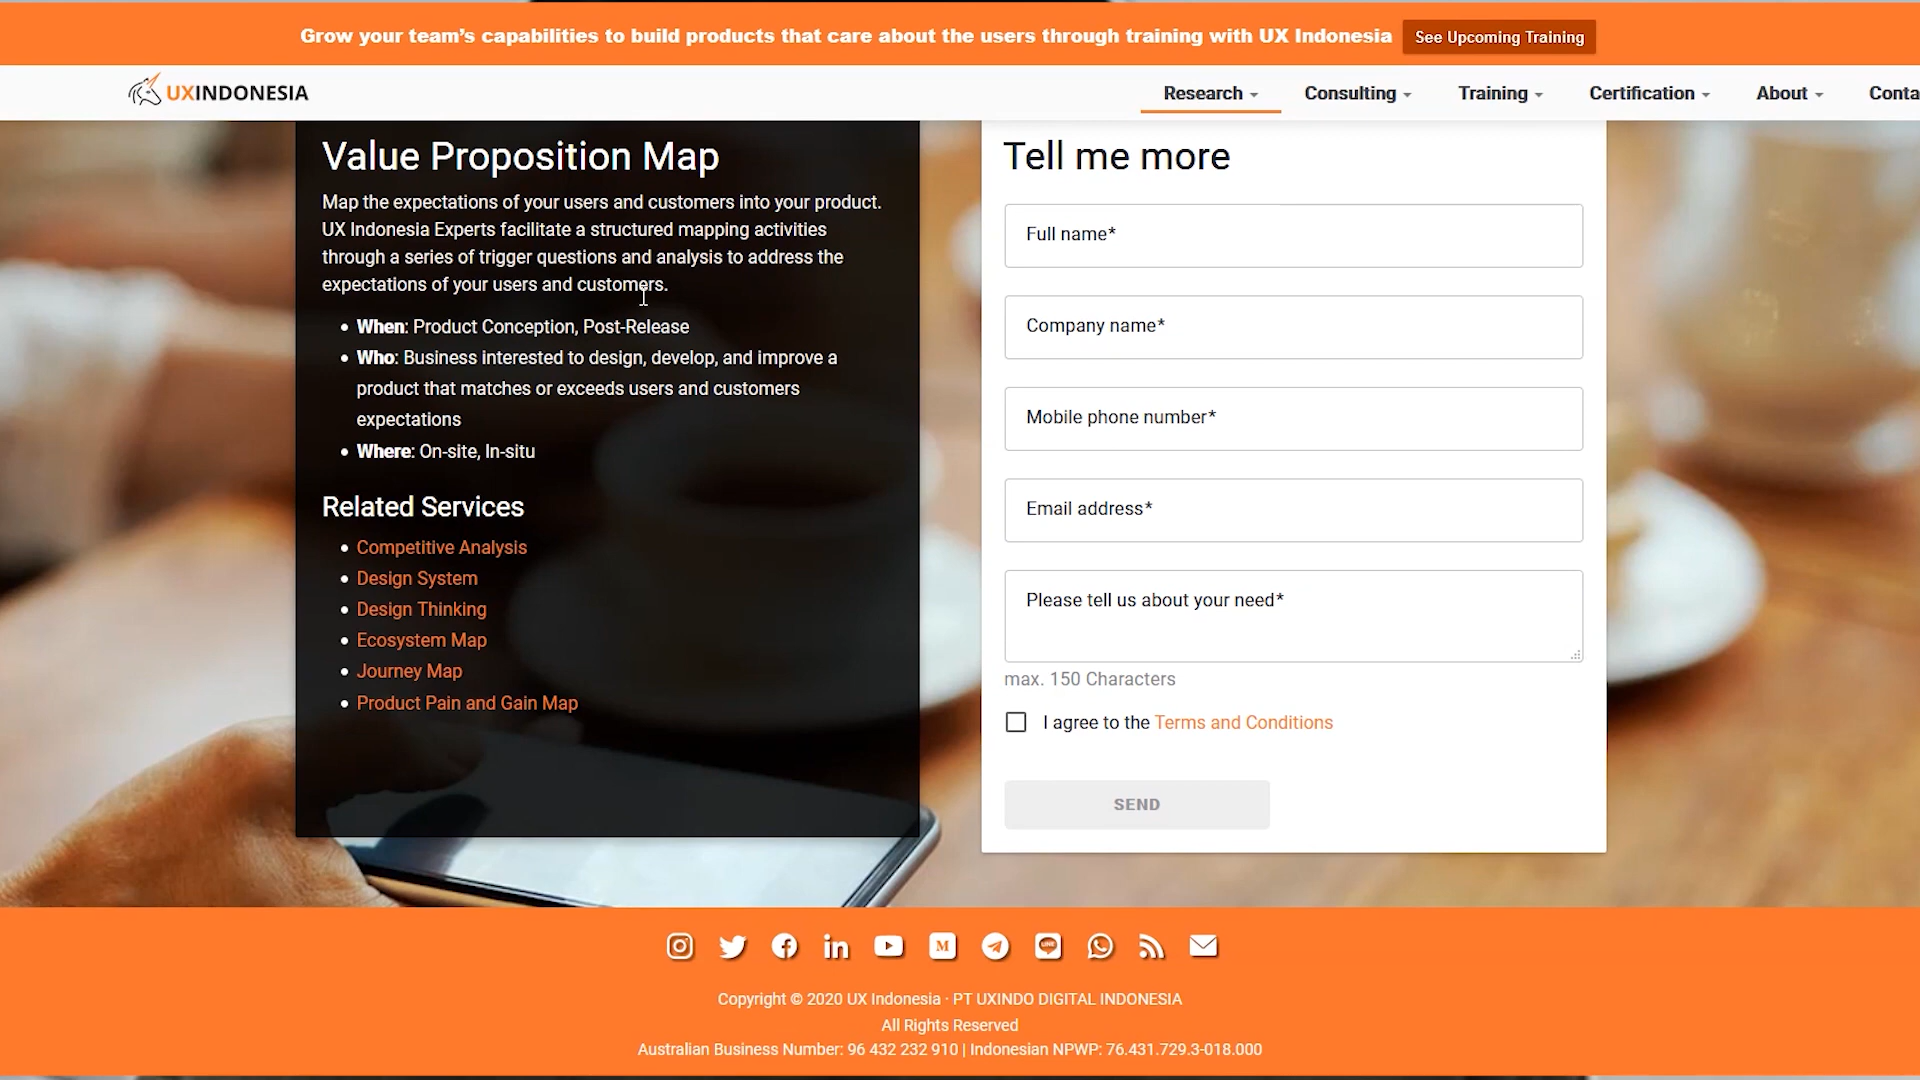 Grow your team's capabilities to build products that care about the users through training with UX Indonesia
See Upcoming Training
UXINDONESIA
Research
Consulting
Training
Certification
About
Conta
Value Proposition Map
Map the expectations of your users and customers into your product.
UX Indonesia Experts facilitate a structured mapping activities
through a series of trigger questions and analysis to address the
expectations of your users and customers.
• When: Product Conception, Post-Release
• Who: Business interested to design, develop, and improve a
product that matches or exceeds users and customers
expectations
• Where: On-site, In-situ
Related Services
• Competitive Analysis
• Design System
• Design Thinking
• Ecosystem Map
• Journey Map
• Product Pain and Gain Map
Tell me more
Full name*
Company name*
Mobile phone number*
Email address*
Please tell us about your need*
max. 150 Characters
I agree to the Terms and Conditions
SEND
M
LINE
Copyright © 2020 UX Indonesia · PT UXINDO DIGITAL INDONESIA
All Rights Reserved
Australian Business Number: 96 432 232 910 | Indonesian NPWP: 76.431.729.3-018.000